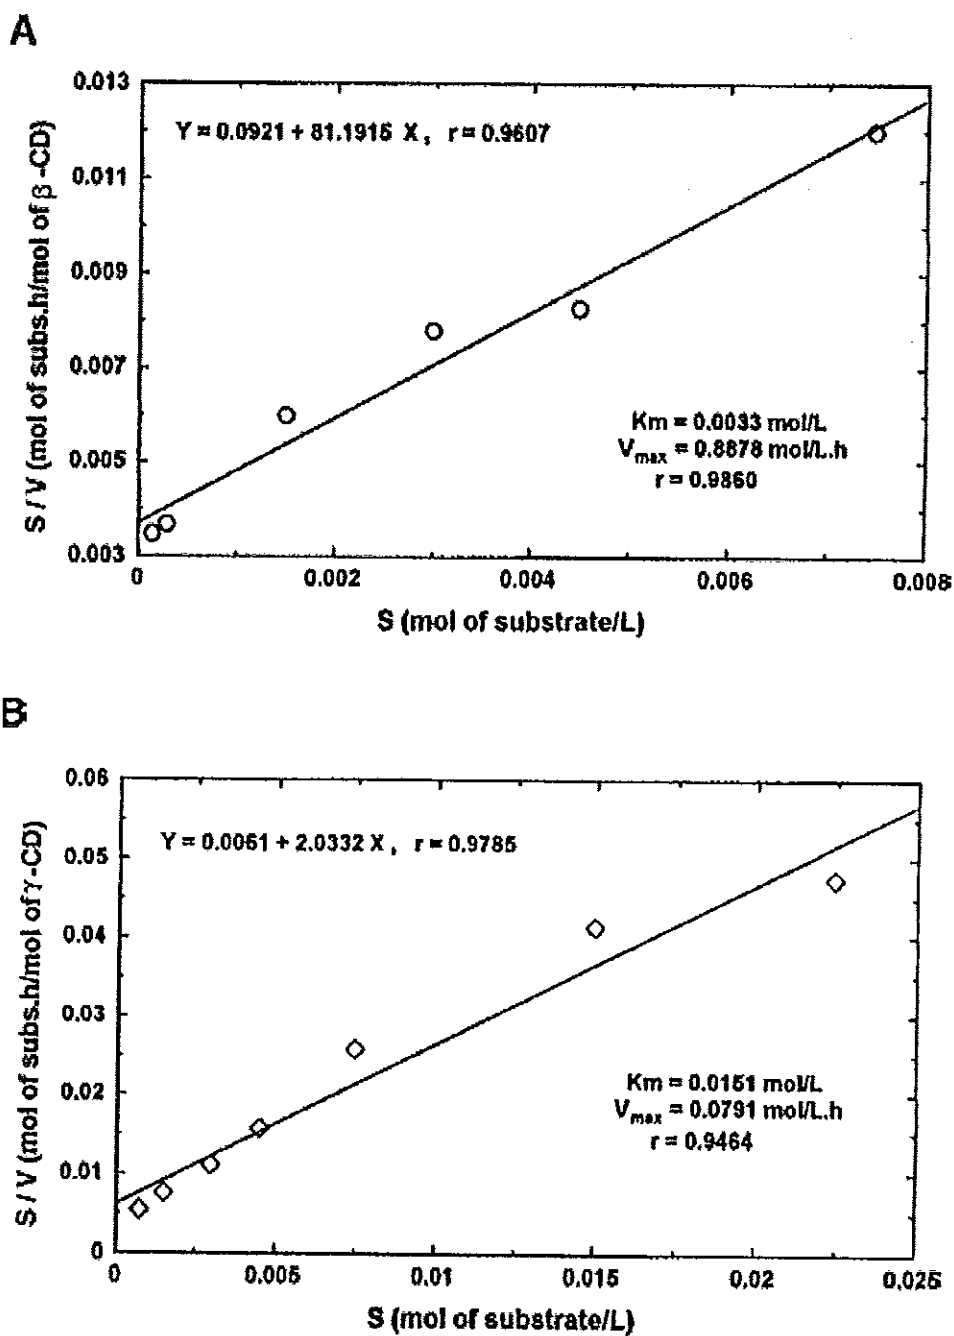 A
0.013
0.011
0.009
0.007
0.005
0.003
Y = 0.0921 + 81.1915 X , r = 0.9607
Km = 0.0033 mol/L
Vmax = 0.8878 mol/L.h
r = 0.9860
S / V (mol of subs.h/mol of β -CD)
0
0.002
0.004
0.006
0.008
S (mol of substrate/L)
B
0.06
0.05
0.04
0.03
0.02
0.01
0
Y = 0.0061 + 2.0332 X , r = 0.9785
Km = 0.0151 mol/L
Vmax = 0.0791 mol/L.h
r = 0.9464
S / V (mol of subs.h/mol of γ-CD)
0
0.005
0.01
0.015
0.02
0.025
S (mol of substrate/L)